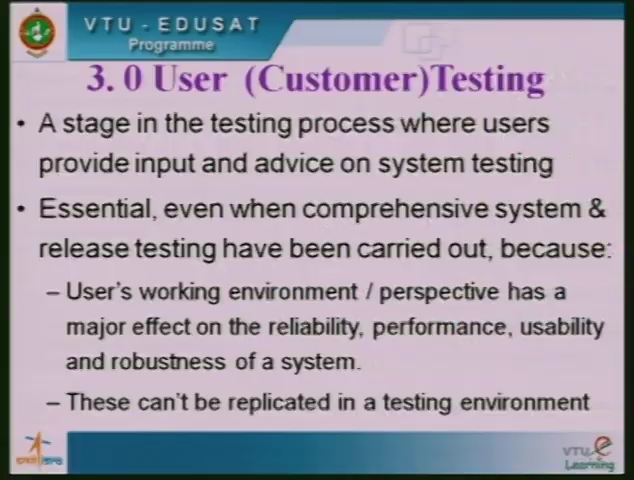 VTU - EDUSAT
Programme
3. 0 User (Customer)Testing
• A stage in the testing process where users
provide input and advice on system testing
• Essential, even when comprehensive system &
release testing have been carried out, because:
– User's working environment / perspective has a
major effect on the reliability, performance, usability
and robustness of a system.
– These can't be replicated in a testing environment
VTU e
Learning